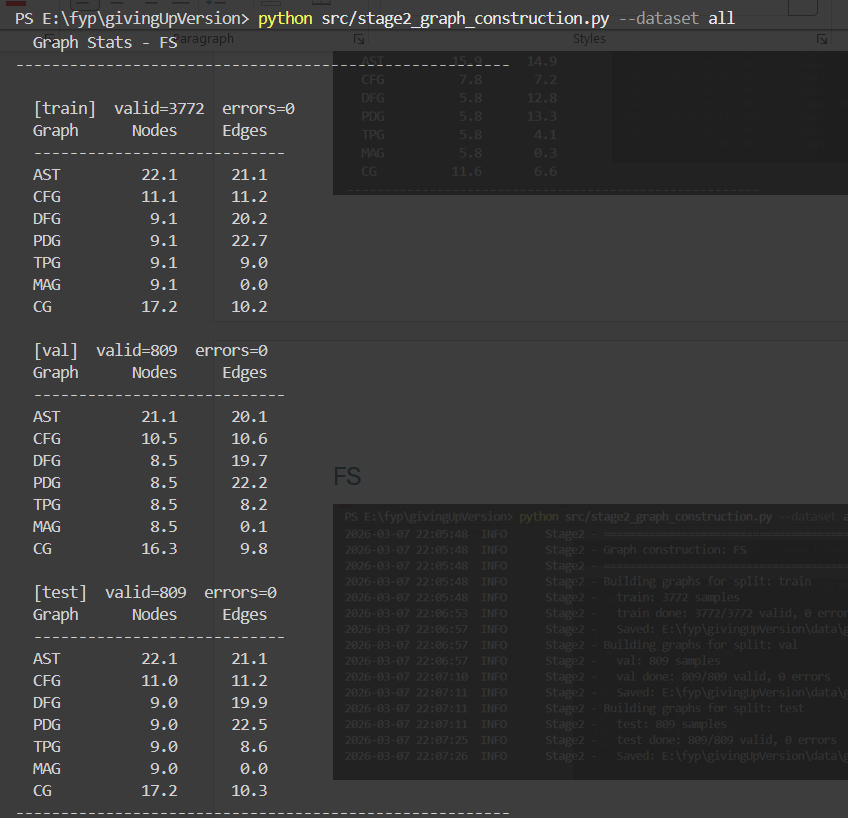 PS E:\fyp\givingUpVersion> python src/stage2_graph_construction.py --dataset all
Graph Stats - FS
Paragraph
Styles
--------------------------------------------------------
[train]  valid=3772  errors=0
Graph      Nodes     Edges
----------------------------
AST         22.1      21.1
CFG         11.1      11.2
DFG          9.1      20.2
PDG          9.1      22.7
TPG          9.1       9.0
MAG          9.1       0.0
CG          17.2      10.2
[val]  valid=809  errors=0
Graph      Nodes     Edges
----------------------------
AST         21.1      20.1
CFG         10.5      10.6
DFG          8.5      19.7
PDG          8.5      22.2
TPG          8.5       8.2
MAG          8.5       0.1
CG          16.3       9.8
[test]  valid=809  errors=0
Graph      Nodes     Edges
----------------------------
AST         22.1      21.1
CFG         11.0      11.2
DFG          9.0      19.9
PDG          9.0      22.5
TPG          9.0       8.6
MAG          9.0       0.0
CG          17.2      10.3
--------------------------------------------------------
AST         15.9      14.9
CFG          7.8       7.2
DFG          5.8      12.8
PDG          5.8      13.3
TPG          5.8       4.1
MAG          5.8       0.3
CG          11.6       6.6
FS
PS E:\fyp\givingUpVersion> python src/stage2_graph_construction.py --dataset
2026-03-07 22:05:48  INFO     Stage2 - ====================================
2026-03-07 22:05:48  INFO     Stage2 - Graph construction: FS
2026-03-07 22:05:48  INFO     Stage2 - ====================================
2026-03-07 22:05:48  INFO     Stage2 - Building graphs for split: train
2026-03-07 22:05:48  INFO     Stage2 -   train: 3772 samples
2026-03-07 22:06:53  INFO     Stage2 -   train done: 3772/3772 valid, 0 error
2026-03-07 22:06:57  INFO     Stage2 -   Saved: E:\fyp\givingUpVersion\data\g
2026-03-07 22:06:57  INFO     Stage2 - Building graphs for split: val
2026-03-07 22:06:57  INFO     Stage2 -   val: 809 samples
2026-03-07 22:07:10  INFO     Stage2 -   val done: 809/809 valid, 0 errors
2026-03-07 22:07:11  INFO     Stage2 -   Saved: E:\fyp\givingUpVersion\data\g
2026-03-07 22:07:11  INFO     Stage2 - Building graphs for split: test
2026-03-07 22:07:11  INFO     Stage2 -   test: 809 samples
2026-03-07 22:07:25  INFO     Stage2 -   test done: 809/809 valid, 0 errors
2026-03-07 22:07:26  INFO     Stage2 -   Saved: E:\fyp\givingUpVersion\data\g